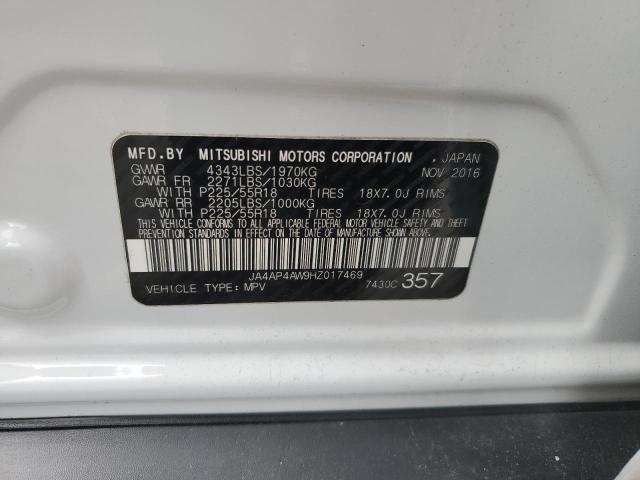 MFD.BY MITSUBISHI MOTORS CORPORATION . JAPAN
GVWR 4343LBS/1970KG NOV 2016
GAWR FR 2271LBS/1030KG
WITH P225/55R18 TIRES 18X7.0J RIMS
GAWR RR 2205LBS/1000KG
WITH P225/55R18 TIRES 18X7.0J RIMS
THIS VEHICLE CONFORMS TO ALL APPLICABLE FEDERAL MOTOR VEHICLE SAFETY AND THEFT
PREVENTION STANDARDS IN EFFECT ON THE DATE OF MANUFACTURE SHOWN ABOVE.
JA4AP4AW9HZ017469
VEHICLE TYPE: MPV 7430C 357